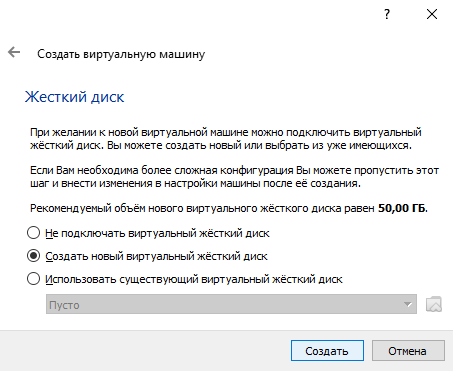 ?
Создать виртуальную машину
Жесткий диск
При желании к новой виртуальной машине можно подключить виртуальный
жёсткий диск. Вы можете создать новый или выбрать из уже имеющихся.
Если Вам необходима более сложная конфигурация Вы можете пропустить этот
шаг и внести изменения в настройки машины после её создания.
Рекомендуемый объём нового виртуального жёсткого диска равен 50,00 ГБ.
Не подключать виртуальный жёсткий диск
Создать новый виртуальный жёсткий диск
Использовать существующий виртуальный жёсткий диск
Пусто
Создать
Отмена